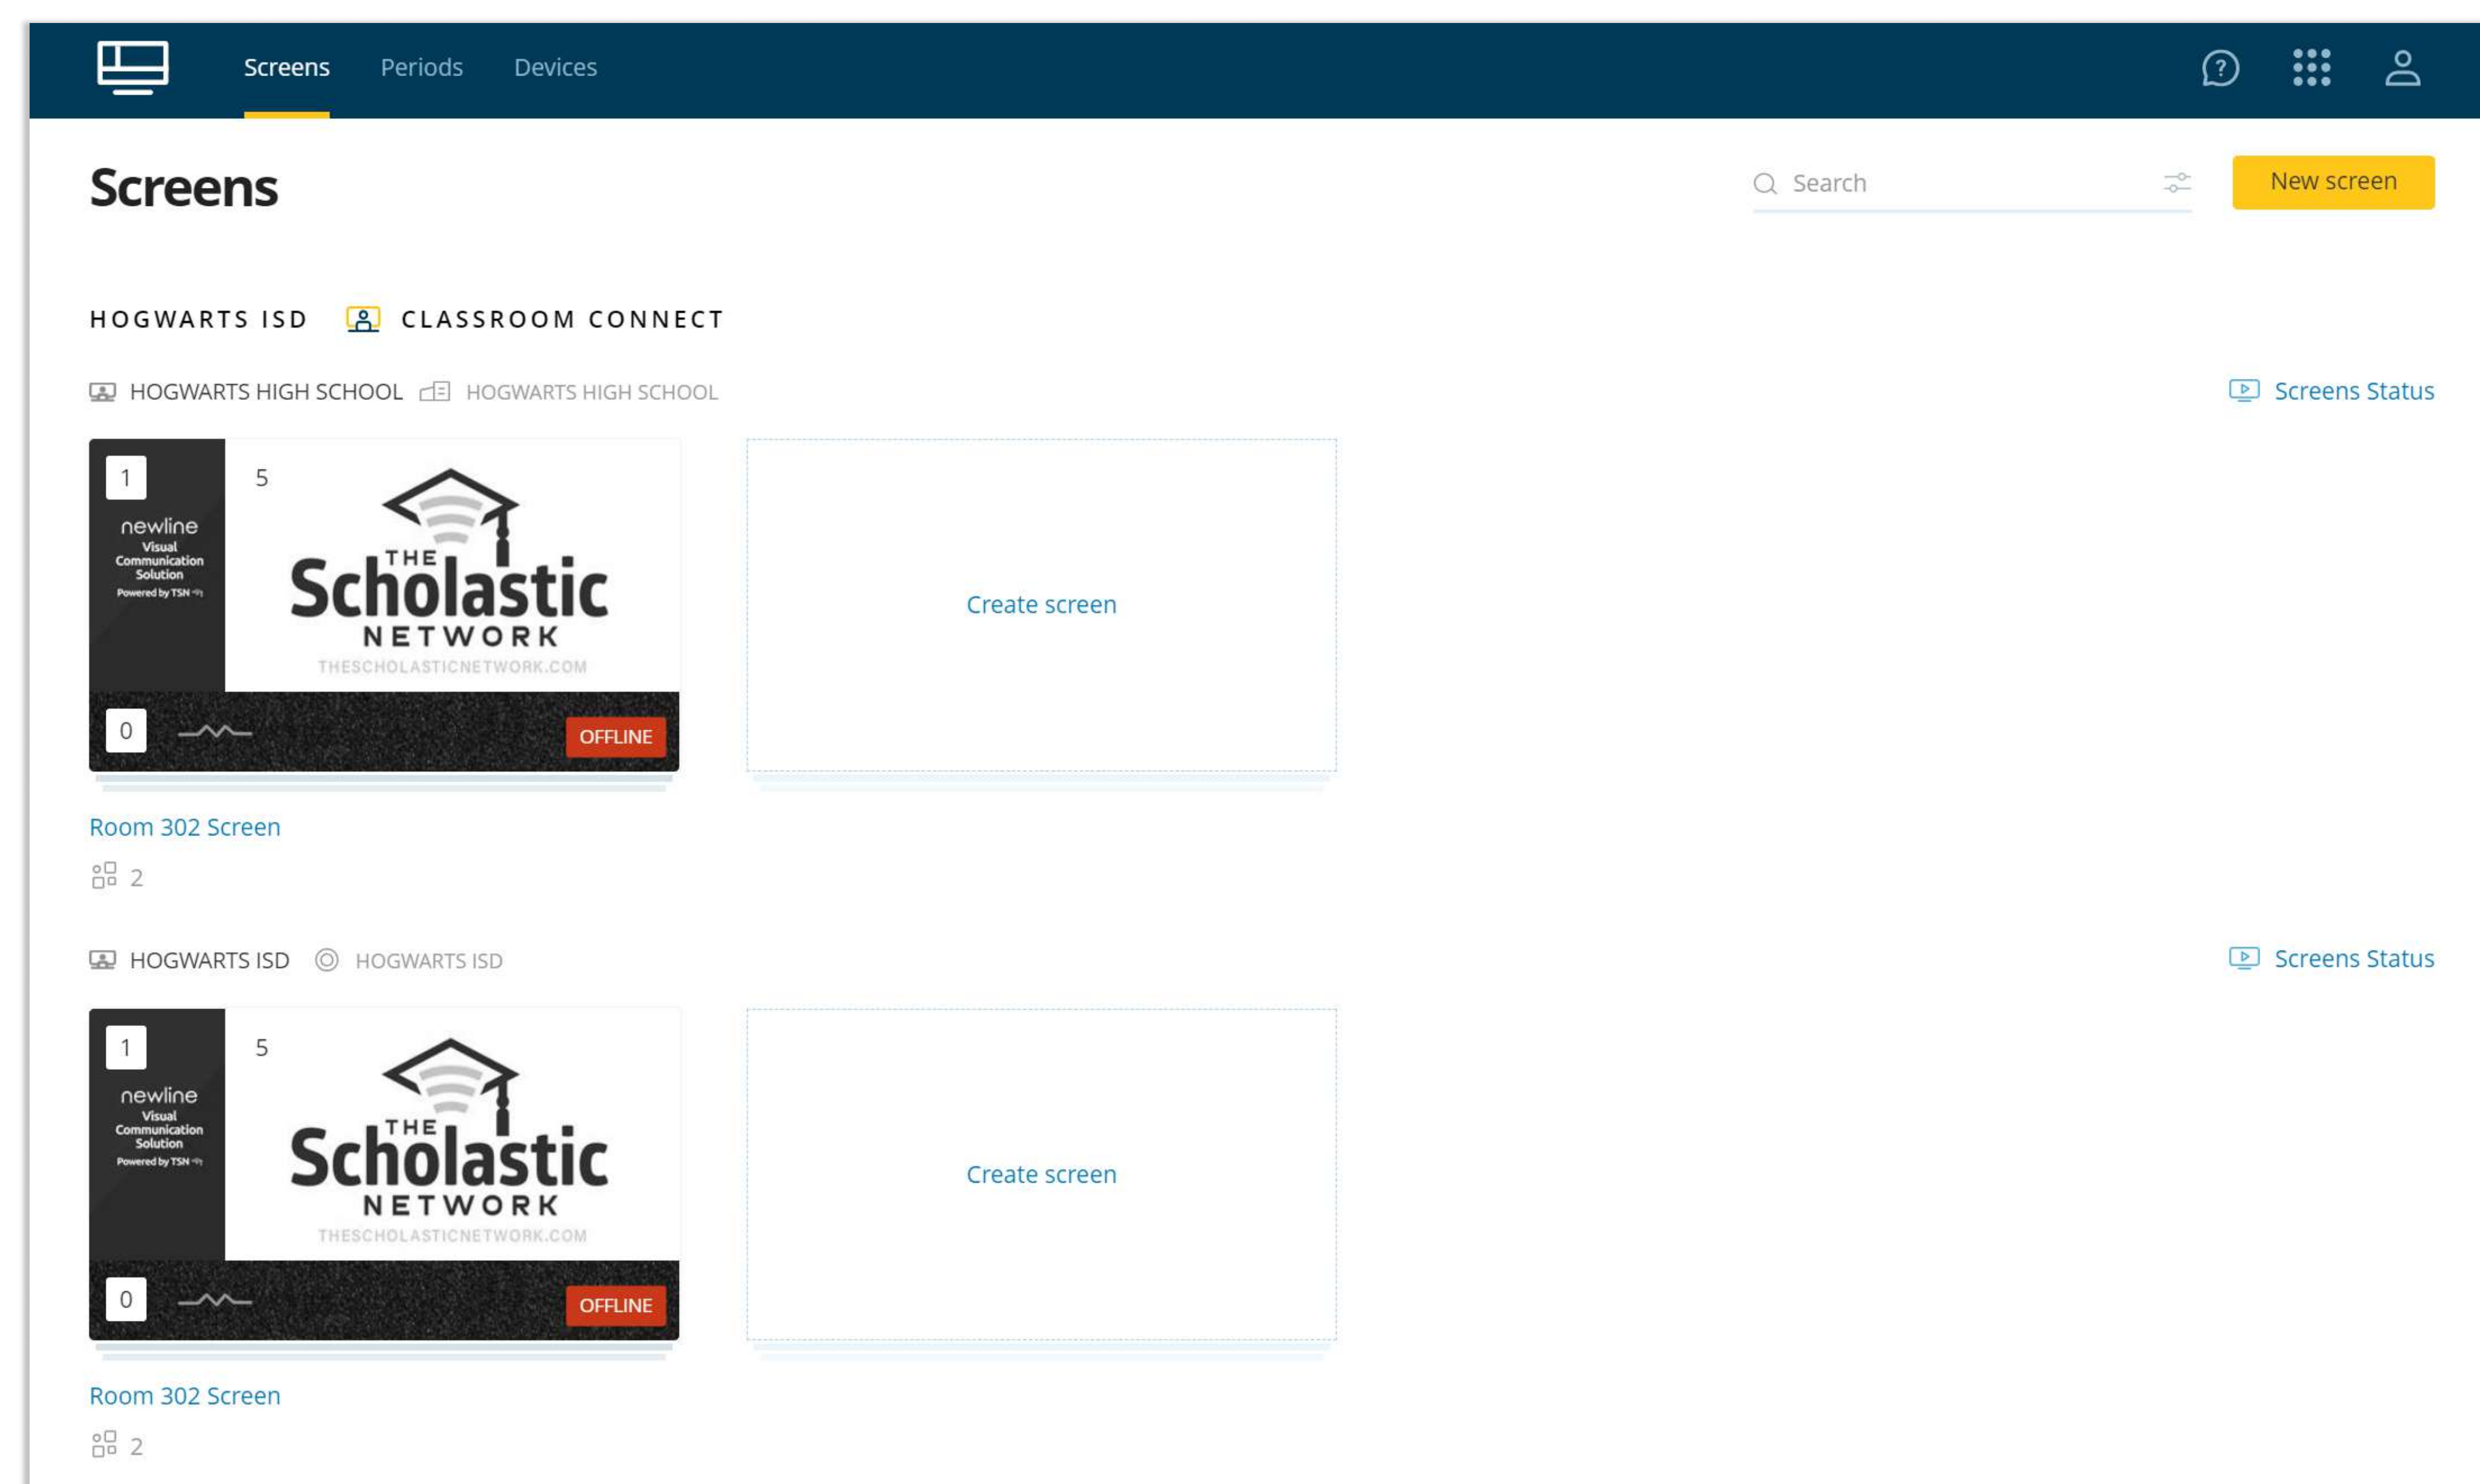 Screens Periods Devices
Screens
Search
New screen
HOGWARTS ISD CLASSROOM CONNECT
HOGWARTS HIGH SCHOOL HOGWARTS HIGH SCHOOL
Screens Status
1
5
newline
Visual
Communication
Solution
Powered by TSN
THE
Scholastic
NETWORK
THESCHOLASTICNETWORK.COM
0
OFFLINE
Create screen
Room 302 Screen
2
HOGWARTS ISD HOGWARTS ISD
Screens Status
1
5
newline
Visual
Communication
Solution
Powered by TSN
THE
Scholastic
NETWORK
THESCHOLASTICNETWORK.COM
0
OFFLINE
Create screen
Room 302 Screen
2